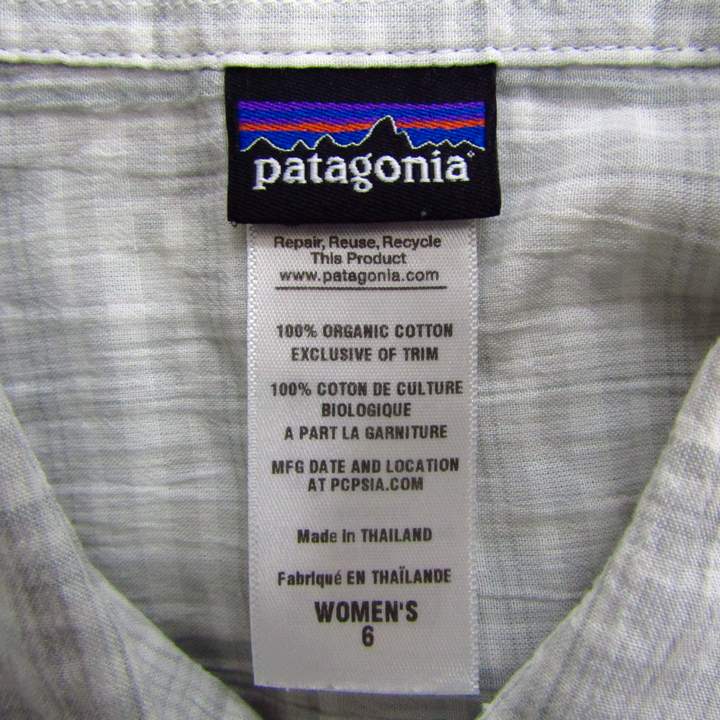 patagonia
Repair, Reuse, Recycle
This Product
www.patagonia.com
100% ORGANIC COTTON
EXCLUSIVE OF TRIM
100% COTON DE CULTURE
BIOLOGIQUE
A PART LA GARNITURE
MFG DATE AND LOCATION
AT PCPSIA.COM
Made In THAILAND
Fabriqué EN THAÏLANDE
WOMEN'S
6